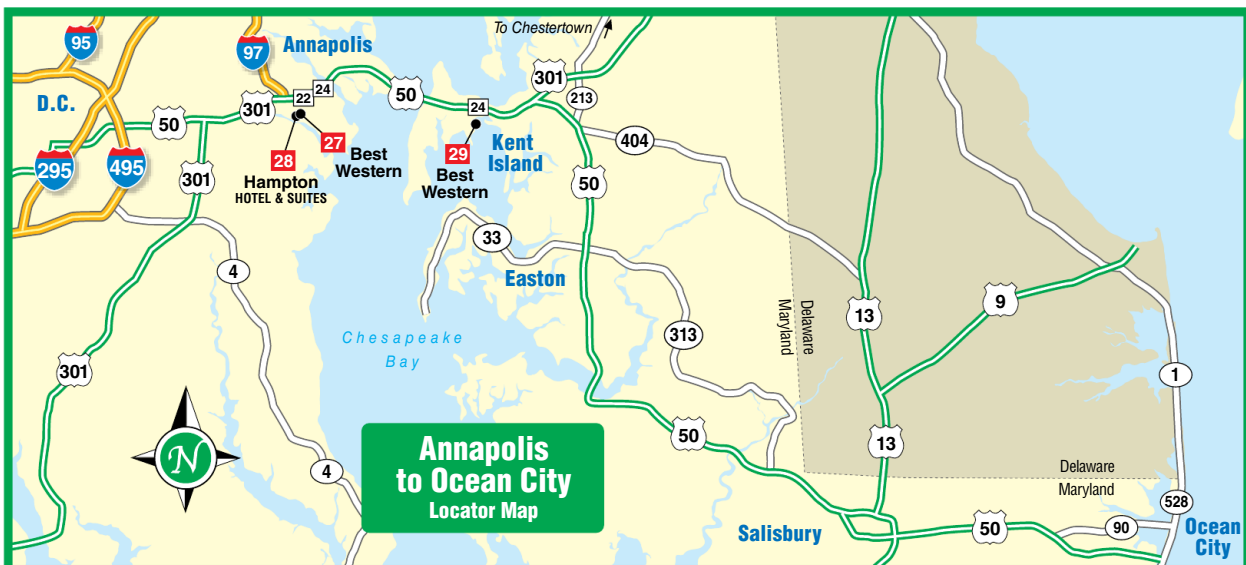 To Chestertown
95
97
Annapolis
301
24
22
50
24
213
D.C.
301
50
27
Best
Western
28
Hampton
HOTEL & SUITES
29
Best
Western
Kent
Island
404
295
495
301
50
33
4
Easton
Maryland
Delaware
13
9
313
Chesapeake
Bay
301
1
N
Annapolis
to Ocean City
Locator Map
50
13
4
Delaware
Maryland
528
Salisbury
50
90
Ocean
City